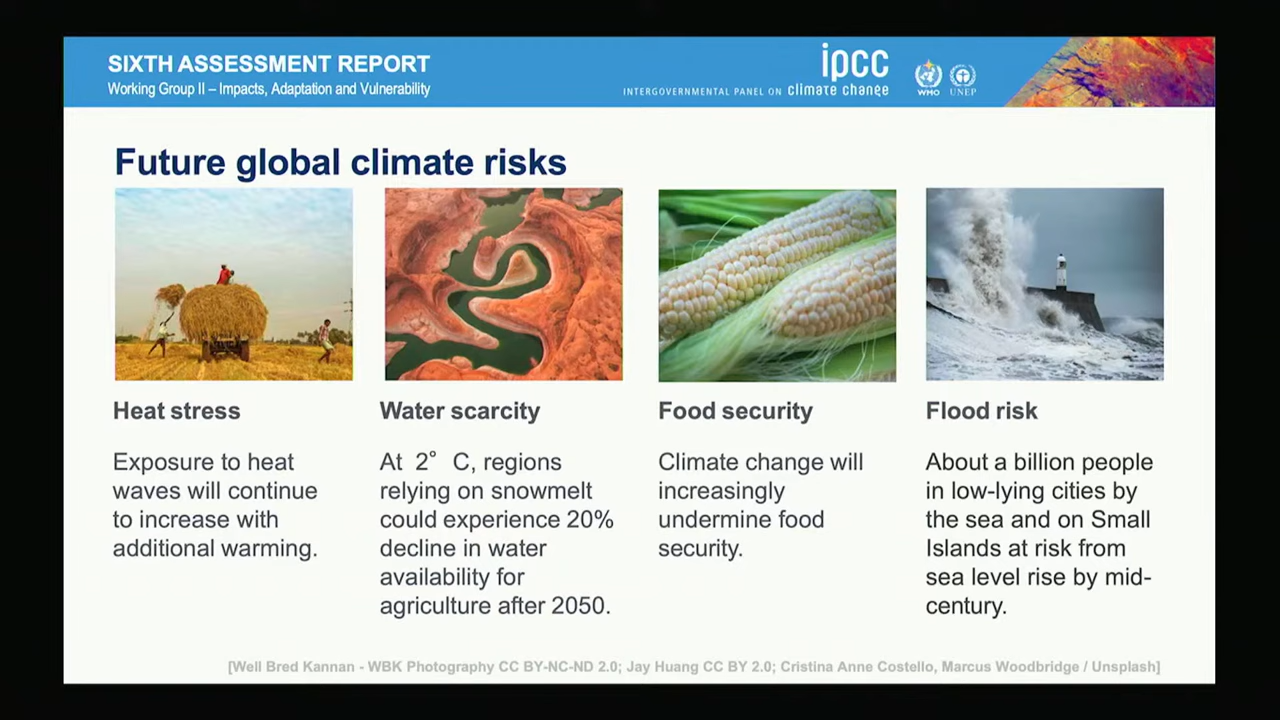 SIXTH ASSESSMENT REPORT
Working Group II – Impacts, Adaptation and Vulnerability
ipcc
INTERGOVERNMENTAL PANEL ON climate change
WMO
UNEP
Future global climate risks
Heat stress
Exposure to heat
waves will continue
to increase with
additional warming.
Water scarcity
At 2° C, regions
relying on snowmelt
could experience 20%
decline in water
availability for
agriculture after 2050.
Food security
Climate change will
increasingly
undermine food
security.
Flood risk
About a billion people
in low-lying cities by
the sea and on Small
Islands at risk from
sea level rise by mid-
century.
[Well Bred Kannan - WBK Photography CC BY-NC-ND 2.0; Jay Huang CC BY 2.0; Cristina Anne Costello, Marcus Woodbridge / Unsplash]